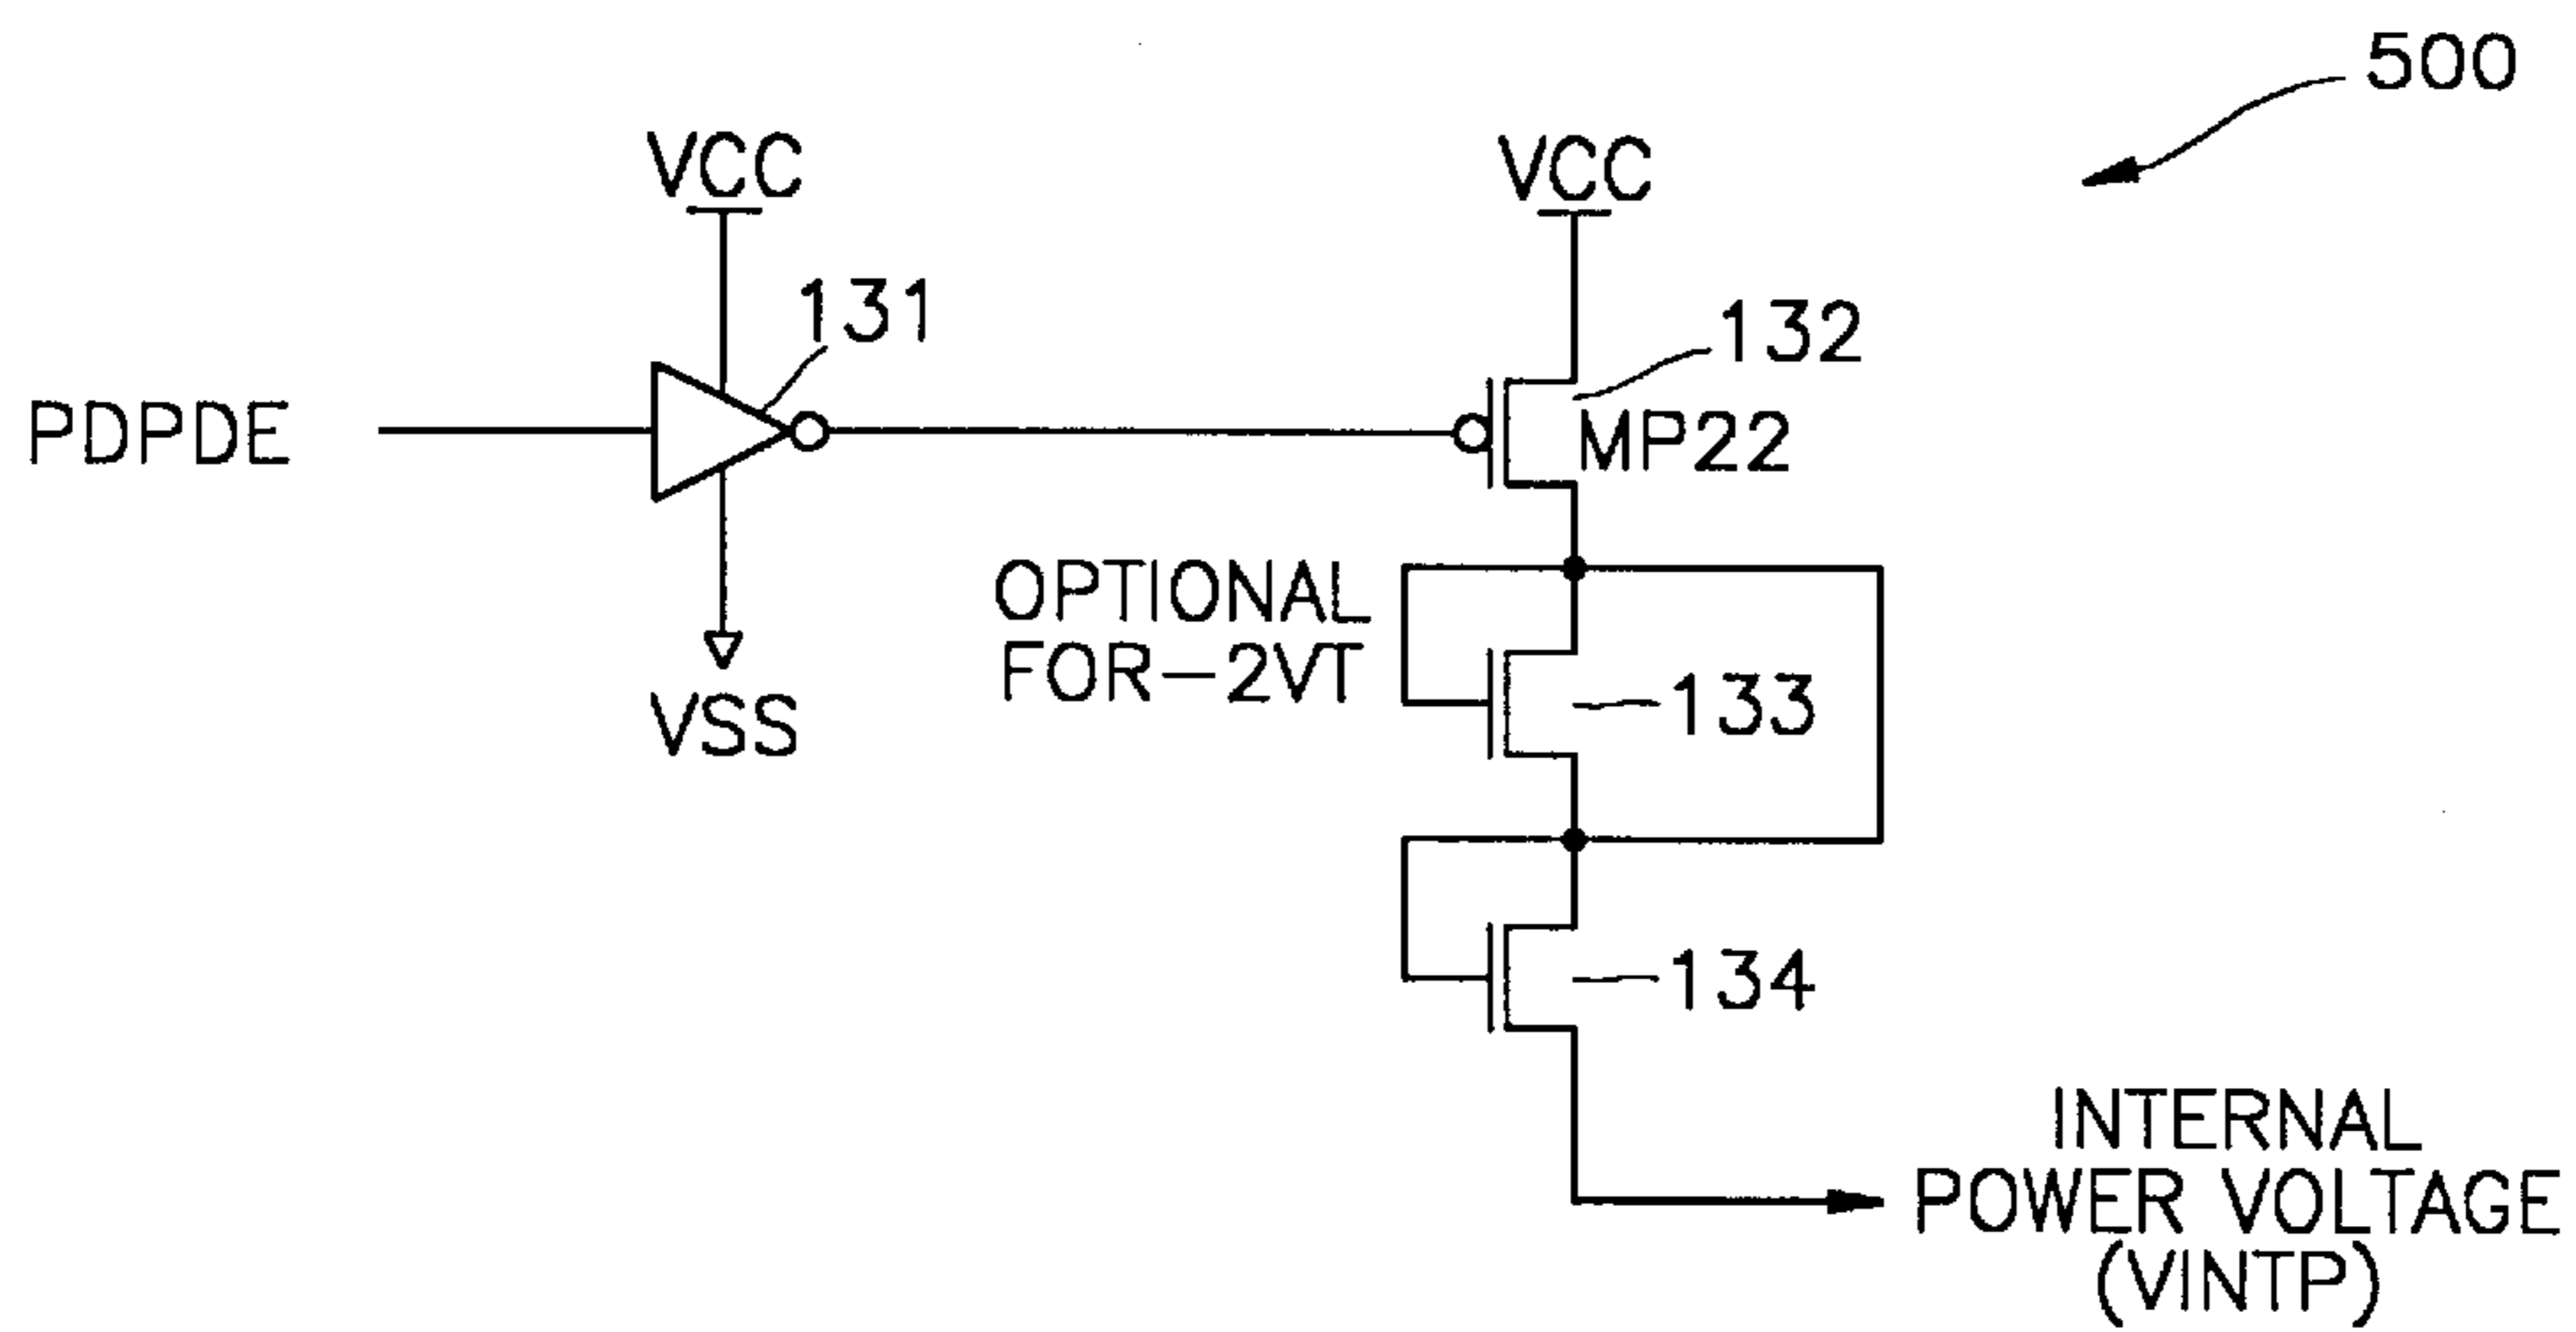 500
VCC
VCC
131
132
PDPDE
MP22
OPTIONAL
FOR-2VT
133
VSS
134
INTERNAL
POWER VOLTAGE
(VINTP)